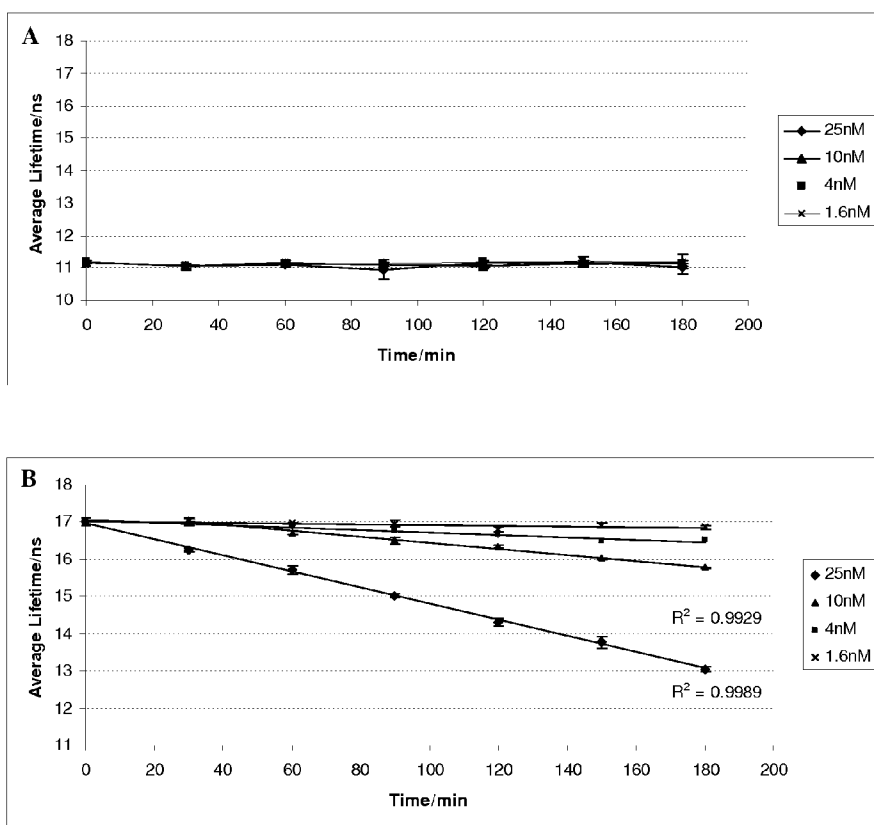 A
Average Lifetime/ns
18
17
16
15
14
13
12
11
10
0 20 40 60 80 100 120 140 160 180 200
Time/min
25nM
10nM
4nM
1.6nM
B
Average Lifetime/ns
18
17
16
15
14
13
12
11
0 20 40 60 80 100 120 140 160 180 200
Time/min
R² = 0.9929
R² = 0.9989
25nM
10nM
4nM
1.6nM